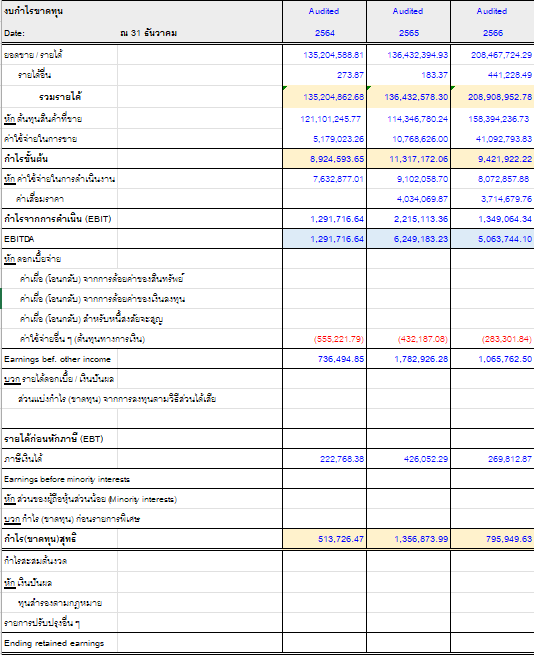 งบกำไรขาดทุน Audited Audited Audited
Date: ณ 31 ธันวาคม 2564 2565 2566
ยอดขาย / รายได้ 135,204,588.81 136,432,394.93 208,467,724.29
รายได้อื่น 273.87 183.37 441,228.49
รวมรายได้ 135,204,862.68 136,432,578.30 208,908,952.78
หัก ต้นทุนสินค้าที่ขาย 121,101,245.77 114,346,780.24 158,394,236.73
ค่าใช้จ่ายในการขาย 5,179,023.26 10,768,626.00 41,092,793.83
กำไรขั้นต้น 8,924,593.65 11,317,172.06 9,421,922.22
หัก ค่าใช้จ่ายในการดำเนินงาน 7,632,877.01 9,102,058.70 8,072,857.88
ค่าเสื่อมราคา 4,034,069.87 3,714,679.76
กำไรจากการดำเนิน (EBIT) 1,291,716.64 2,215,113.36 1,349,064.34
EBITDA 1,291,716.64 6,249,183.23 5,063,744.10
หัก ดอกเบี้ยจ่าย
ค่าเผื่อ (โอนกลับ) จากการด้อยค่าของสินทรัพย์
ค่าเผื่อ (โอนกลับ) จากการด้อยค่าของเงินลงทุน
ค่าเผื่อ (โอนกลับ) สำหรับหนี้สงสัยจะสูญ
ค่าใช้จ่ายอื่น ๆ (ต้นทุนทางการเงิน) (555,221.79) (432,187.08) (283,301.84)
Earnings bef. other income 736,494.85 1,782,926.28 1,065,762.50
บวก รายได้ดอกเบี้ย / เงินปันผล
ส่วนแบ่งกำไร (ขาดทุน) จากการลงทุนตามวิธีส่วนได้เสีย
รายได้ก่อนหักภาษี (EBT)
ภาษีเงินได้ 222,768.38 426,052.29 269,812.87
Earnings before minority interests
หัก ส่วนของผู้ถือหุ้นส่วนน้อย (Minority interests)
บวก กำไร (ขาดทุน) ก่อนรายการพิเศษ
กำไร(ขาดทุน)สุทธิ 513,726.47 1,356,873.99 795,949.63
กำไรสะสมต้นงวด
หัก เงินปันผล
ทุนสำรองตามกฎหมาย
รายการปรับปรุงอื่น ๆ
Ending retained earnings